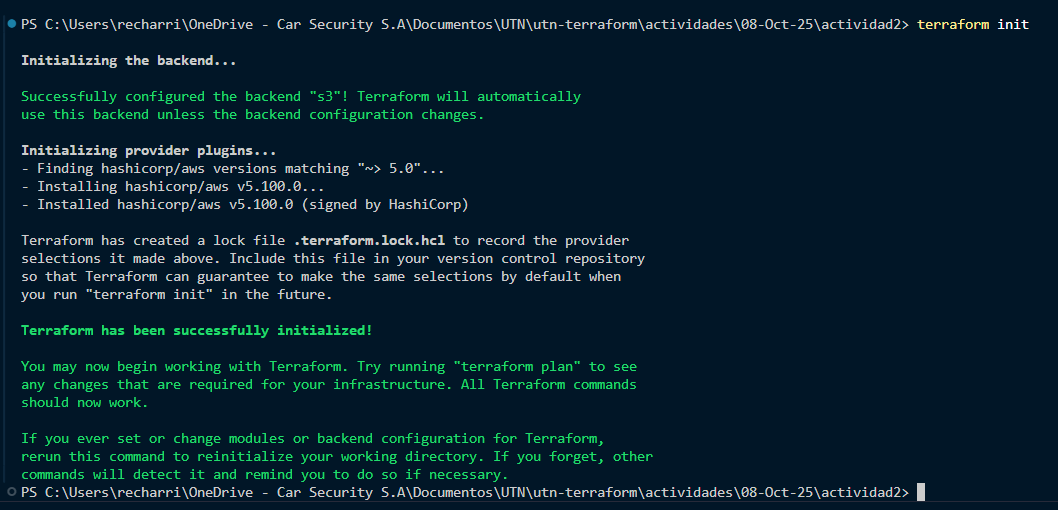 PS C:\Users\recharri\OneDrive - Car Security S.A\Documentos\UTN\utn-terraform\actividades\08-Oct-25\actividad2> terraform init
Initializing the backend...
Successfully configured the backend "s3"! Terraform will automatically
use this backend unless the backend configuration changes.
Initializing provider plugins...
- Finding hashicorp/aws versions matching "~> 5.0"...
- Installing hashicorp/aws v5.100.0...
- Installed hashicorp/aws v5.100.0 (signed by HashiCorp)
Terraform has created a lock file .terraform.lock.hcl to record the provider
selections it made above. Include this file in your version control repository
so that Terraform can guarantee to make the same selections by default when
you run "terraform init" in the future.
Terraform has been successfully initialized!
You may now begin working with Terraform. Try running "terraform plan" to see
any changes that are required for your infrastructure. All Terraform commands
should now work.
If you ever set or change modules or backend configuration for Terraform,
rerun this command to reinitialize your working directory. If you forget, other
commands will detect it and remind you to do so if necessary.
PS C:\Users\recharri\OneDrive - Car Security S.A\Documentos\UTN\utn-terraform\actividades\08-Oct-25\actividad2>